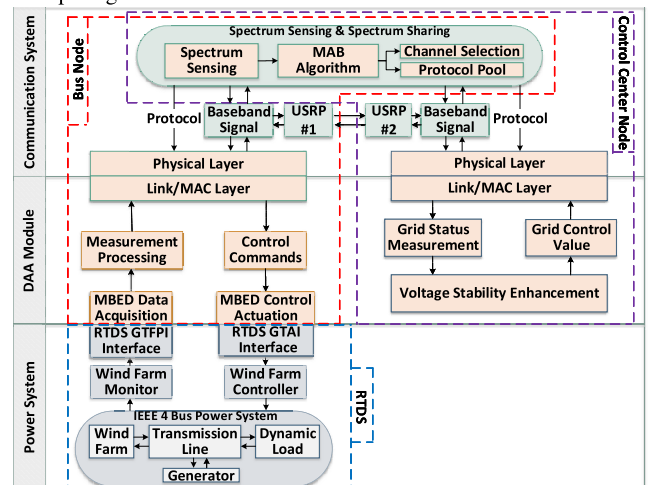 Communication System
Bus Node
Spectrum Sensing & Spectrum Sharing
Spectrum
Sensing
MAB
Algorithm
Channel Selection
Protocol Pool
Control Center Node
Protocol
Baseband
Signal
USRP
#1
USRP
#2
Baseband
Signal
Protocol
Physical Layer
Link/MAC Layer
Physical Layer
Link/MAC Layer
DAA Module
Measurement
Processing
Control
Commands
Grid Status
Measurement
Grid Control
Value
MBED Data
Acquisition
MBED Control
Actuation
Voltage Stability Enhancement
Power System
RTDS GTFPI
Interface
RTDS GTAI
Interface
Wind Farm
Monitor
Wind Farm
Controller
RTDS
IEEE 4 Bus Power System
Wind
Farm
Transmission
Line
Dynamic
Load
Generator